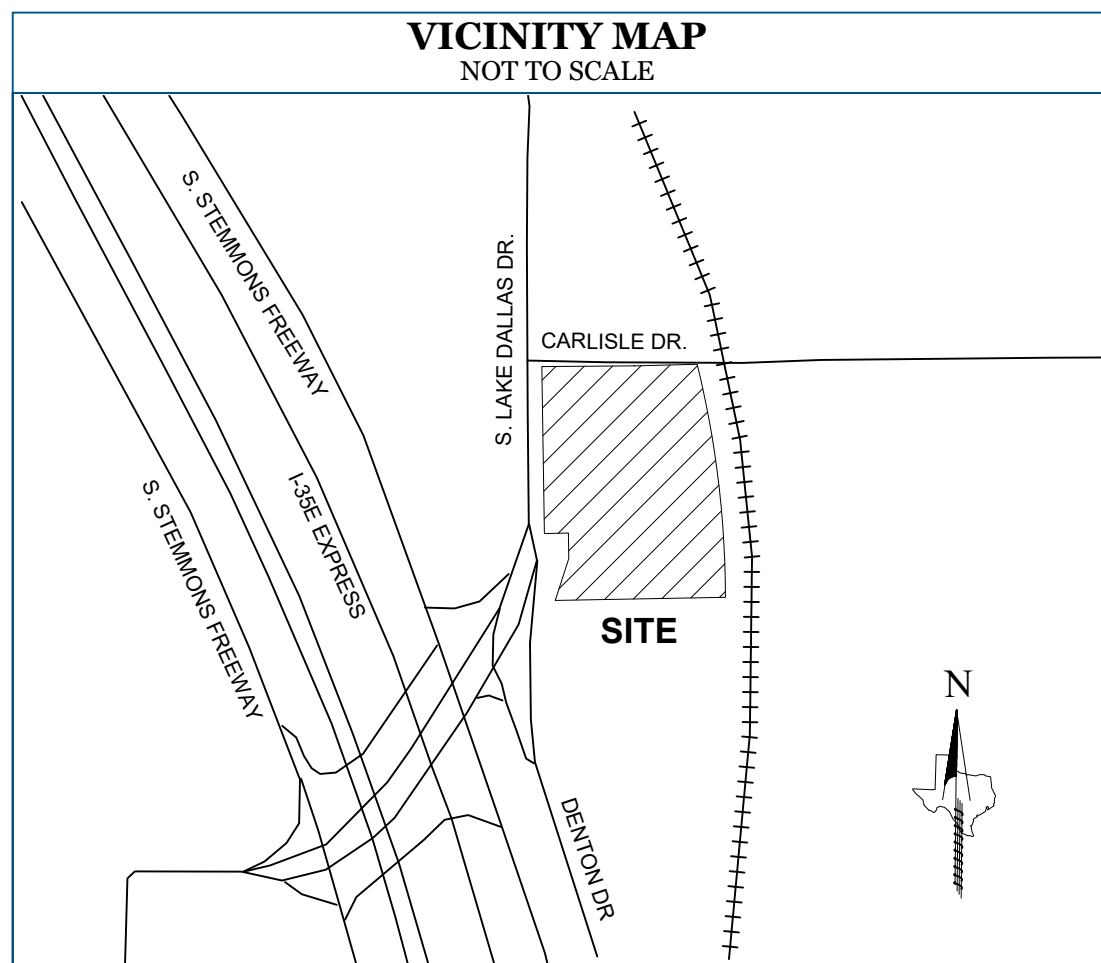 VICINITY MAP
NOT TO SCALE
S. STEMMONS FREEWAY
S. LAKE DALLAS DR.
CARLISLE DR.
I-35E EXPRESS
S. STEMMONS FREEWAY
SITE
N
DENTON DR